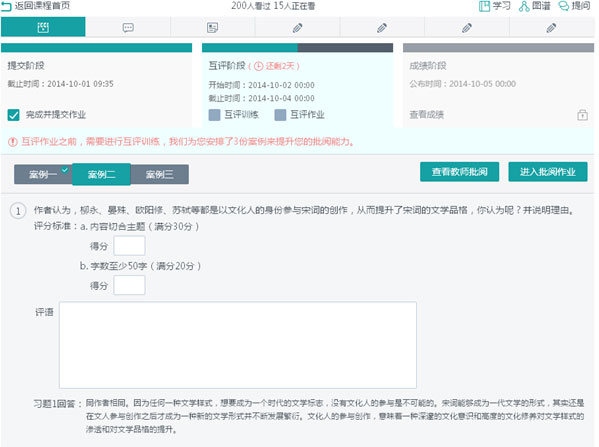 返回课程首页 200人看过 15人正在看 学习 图谱 提问
提交阶段
截止时间：2014-10-01 09:35
完成并提交作业
互评阶段（还剩2天）
开始时间：2014-10-02 00:00
截止时间：2014-10-04 00:00
互评训练 互评作业
成绩阶段
公布时间：2014-10-05 00:00
查看成绩
互评作业之前，需要进行互评训练，我们为您安排了3份案例来提升您的批阅能力。
案例一 案例二 案例三 查看教师批阅 进入批阅作业
1 作者认为，柳永、晏殊、欧阳修、苏轼等都是以文化人的身份参与宋词的创作，从而提升了宋词的文学品格，你认为呢？并说明理由。
评分标准：a. 内容切合主题（满分30分）
得分
b. 字数至少50字（满分20分）
得分
评语
习题1回答：同作者相同。因为任何一种文学样式，想要成为一个时代的文学标志，没有文化人的参与是不可能的。宋词能够成为一代文学的形式，其实还是
在文人参与创作之后才成为一种新的文学形式并不断发展繁衍。文化人的参与创作，意味着一种深邃的文化意识和高度的文化修养对文学样式的
渗透和对文学品格的提升。